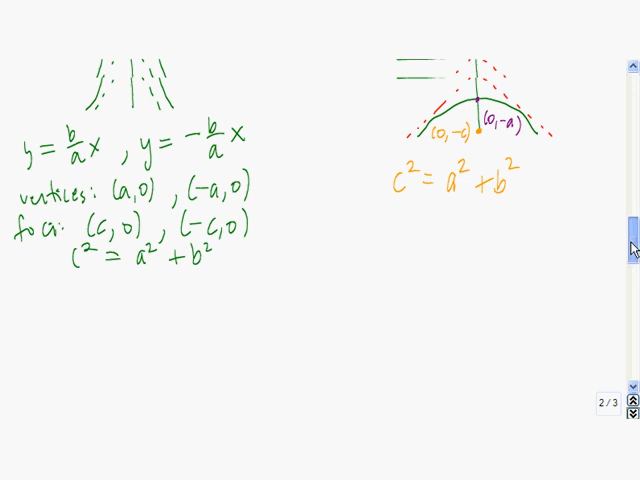 y = b/a x , y = - b/a x
vertices: (a, 0) , (-a, 0)
foci: (c, 0) , (-c, 0)
c² = a² + b²
(0, -a)
(0, -c)
c² = a² + b²
2 / 3